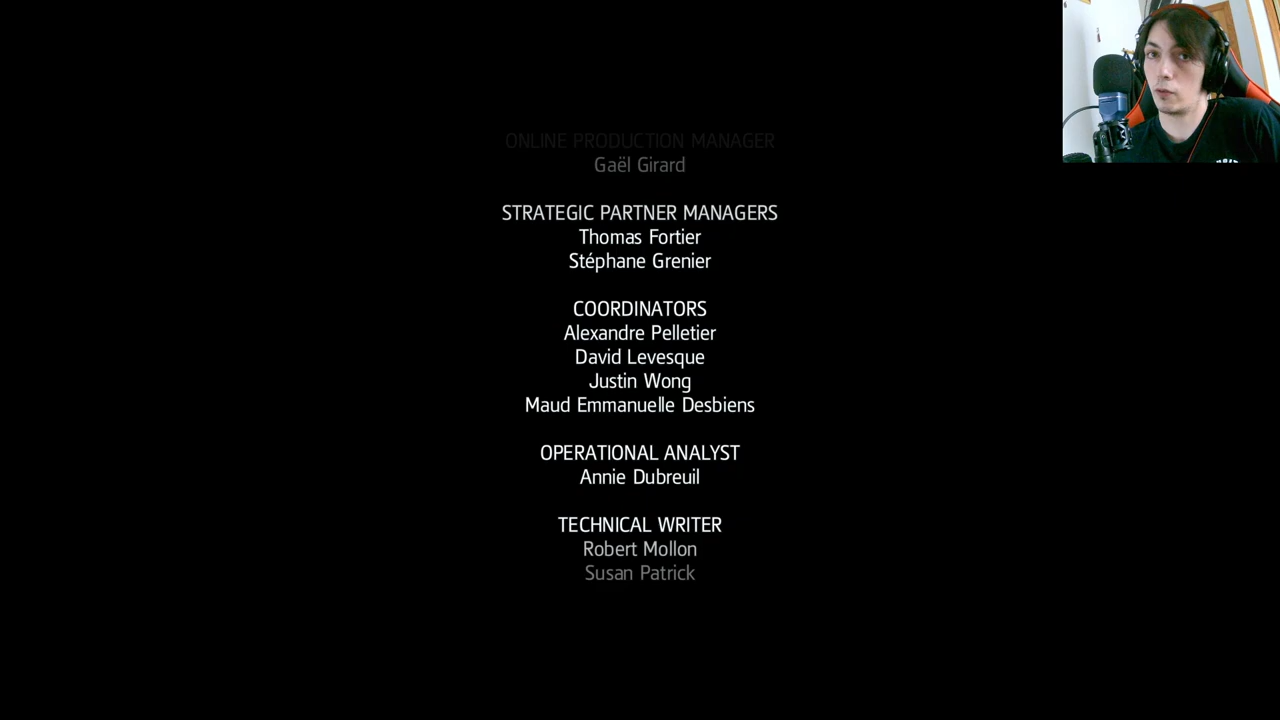 ONLINE PRODUCTION MANAGER
Gaël Girard
STRATEGIC PARTNER MANAGERS
Thomas Fortier
Stéphane Grenier
COORDINATORS
Alexandre Pelletier
David Levesque
Justin Wong
Maud Emmanuelle Desbiens
OPERATIONAL ANALYST
Annie Dubreuil
TECHNICAL WRITER
Robert Mollon
Susan Patrick